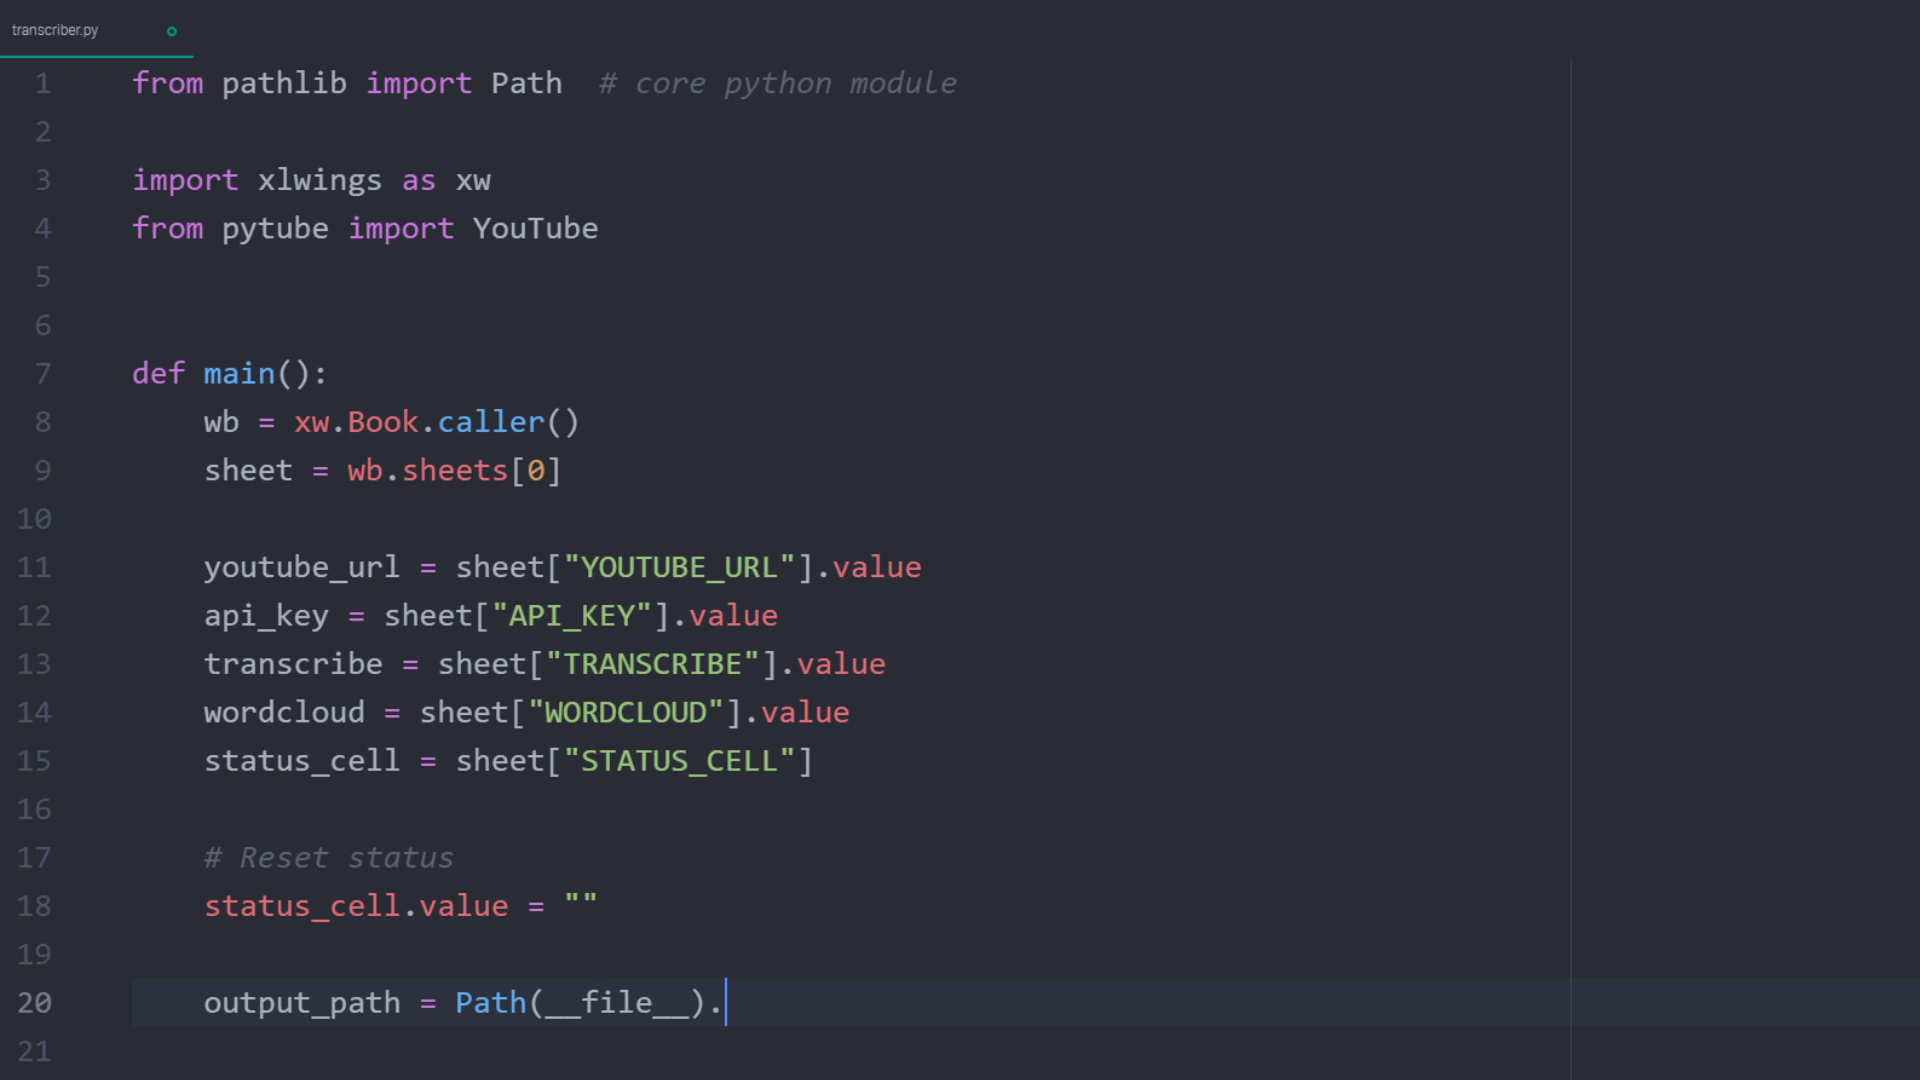 transcriber.py
1 from pathlib import Path  # core python module
2
3 import xlwings as xw
4 from pytube import YouTube
5
6
7 def main():
8     wb = xw.Book.caller()
9     sheet = wb.sheets[0]
10
11     youtube_url = sheet["YOUTUBE_URL"].value
12     api_key = sheet["API_KEY"].value
13     transcribe = sheet["TRANSCRIBE"].value
14     wordcloud = sheet["WORDCLOUD"].value
15     status_cell = sheet["STATUS_CELL"]
16
17     # Reset status
18     status_cell.value = ""
19
20     output_path = Path(__file__).
21